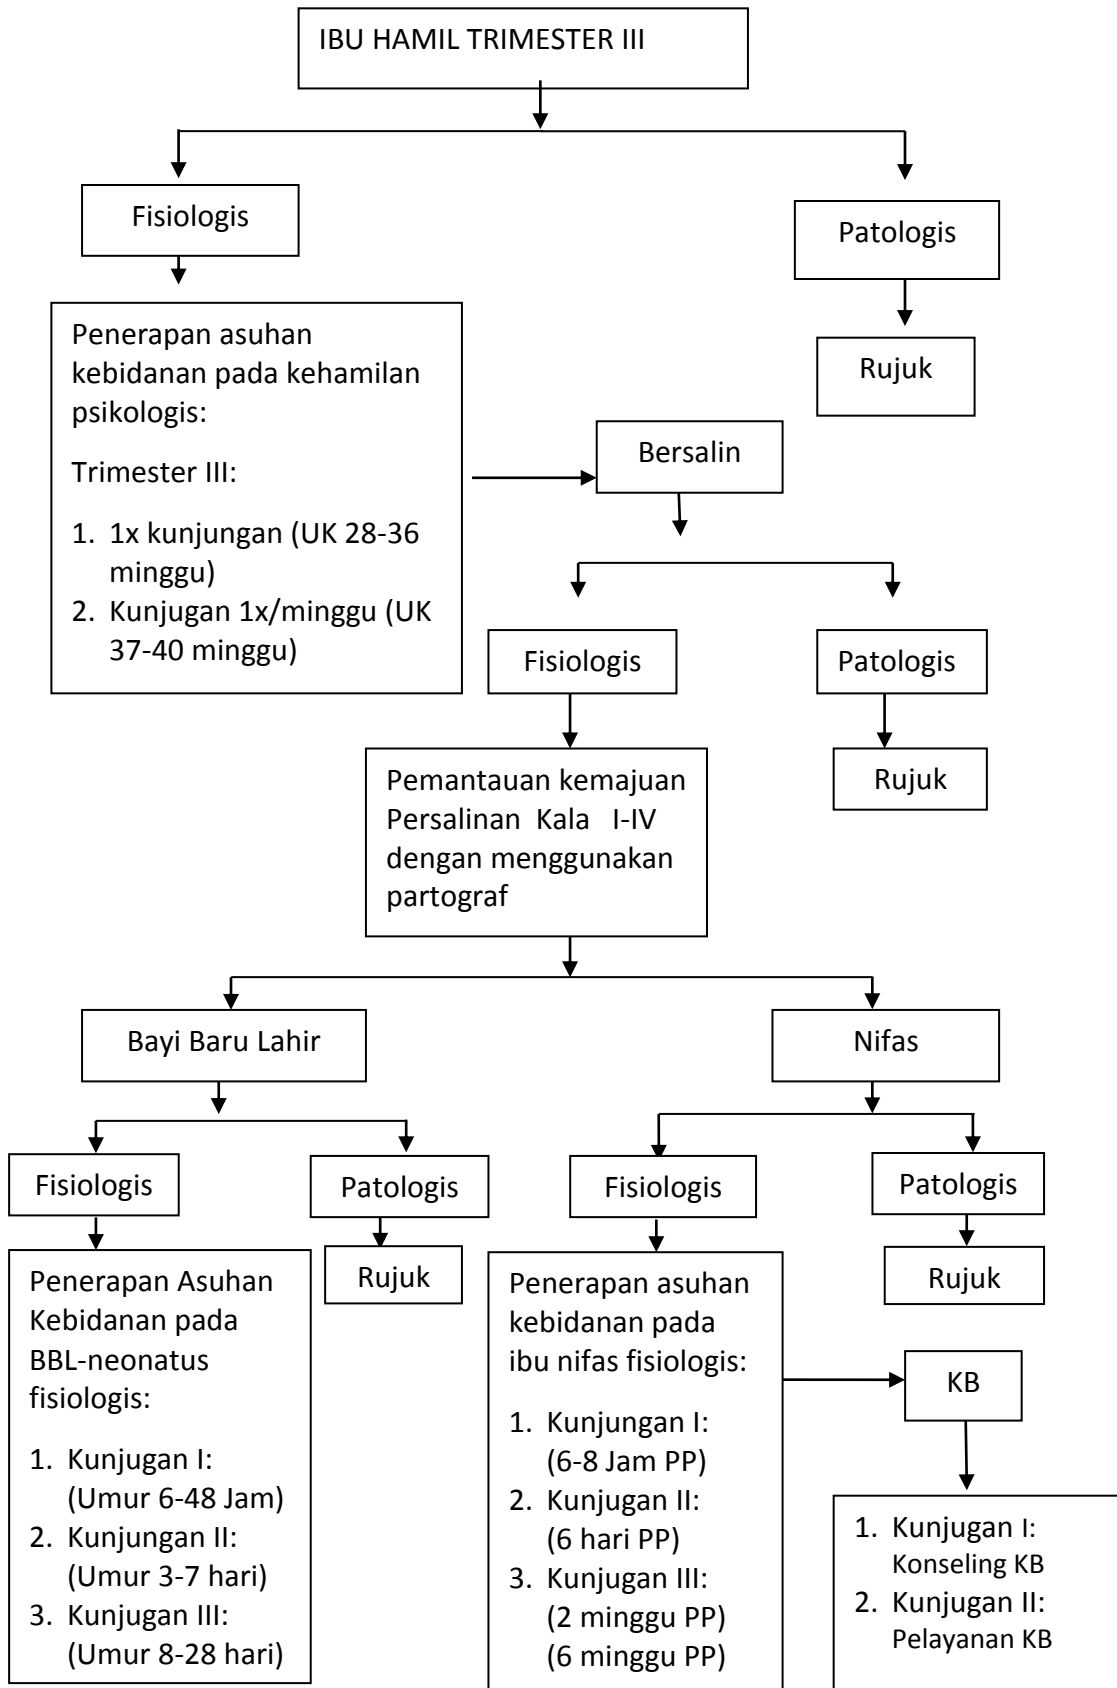 IBU HAMIL TRIMESTER III
Fisiologis
Patologis
Penerapan asuhan
kebidanan pada kehamilan
psikologis:
Trimester III:
1. 1x kunjungan (UK 28-36
minggu)
2. Kunjugan 1x/minggu (UK
37-40 minggu)
Rujuk
Bersalin
Fisiologis
Patologis
Rujuk
Pemantauan kemajuan
Persalinan Kala I-IV
dengan menggunakan
partograf
Bayi Baru Lahir
Nifas
Fisiologis
Patologis
Fisiologis
Patologis
Penerapan Asuhan
Kebidanan pada
BBL-neonatus
fisiologis:
1. Kunjugan I:
(Umur 6-48 Jam)
2. Kunjungan II:
(Umur 3-7 hari)
3. Kunjugan III:
(Umur 8-28 hari)
Rujuk
Penerapan asuhan
kebidanan pada
ibu nifas fisiologis:
1. Kunjungan I:
(6-8 Jam PP)
2. Kunjugan II:
(6 hari PP)
3. Kunjugan III:
(2 minggu PP)
(6 minggu PP)
Rujuk
KB
1. Kunjugan I:
Konseling KB
2. Kunjugan II:
Pelayanan KB